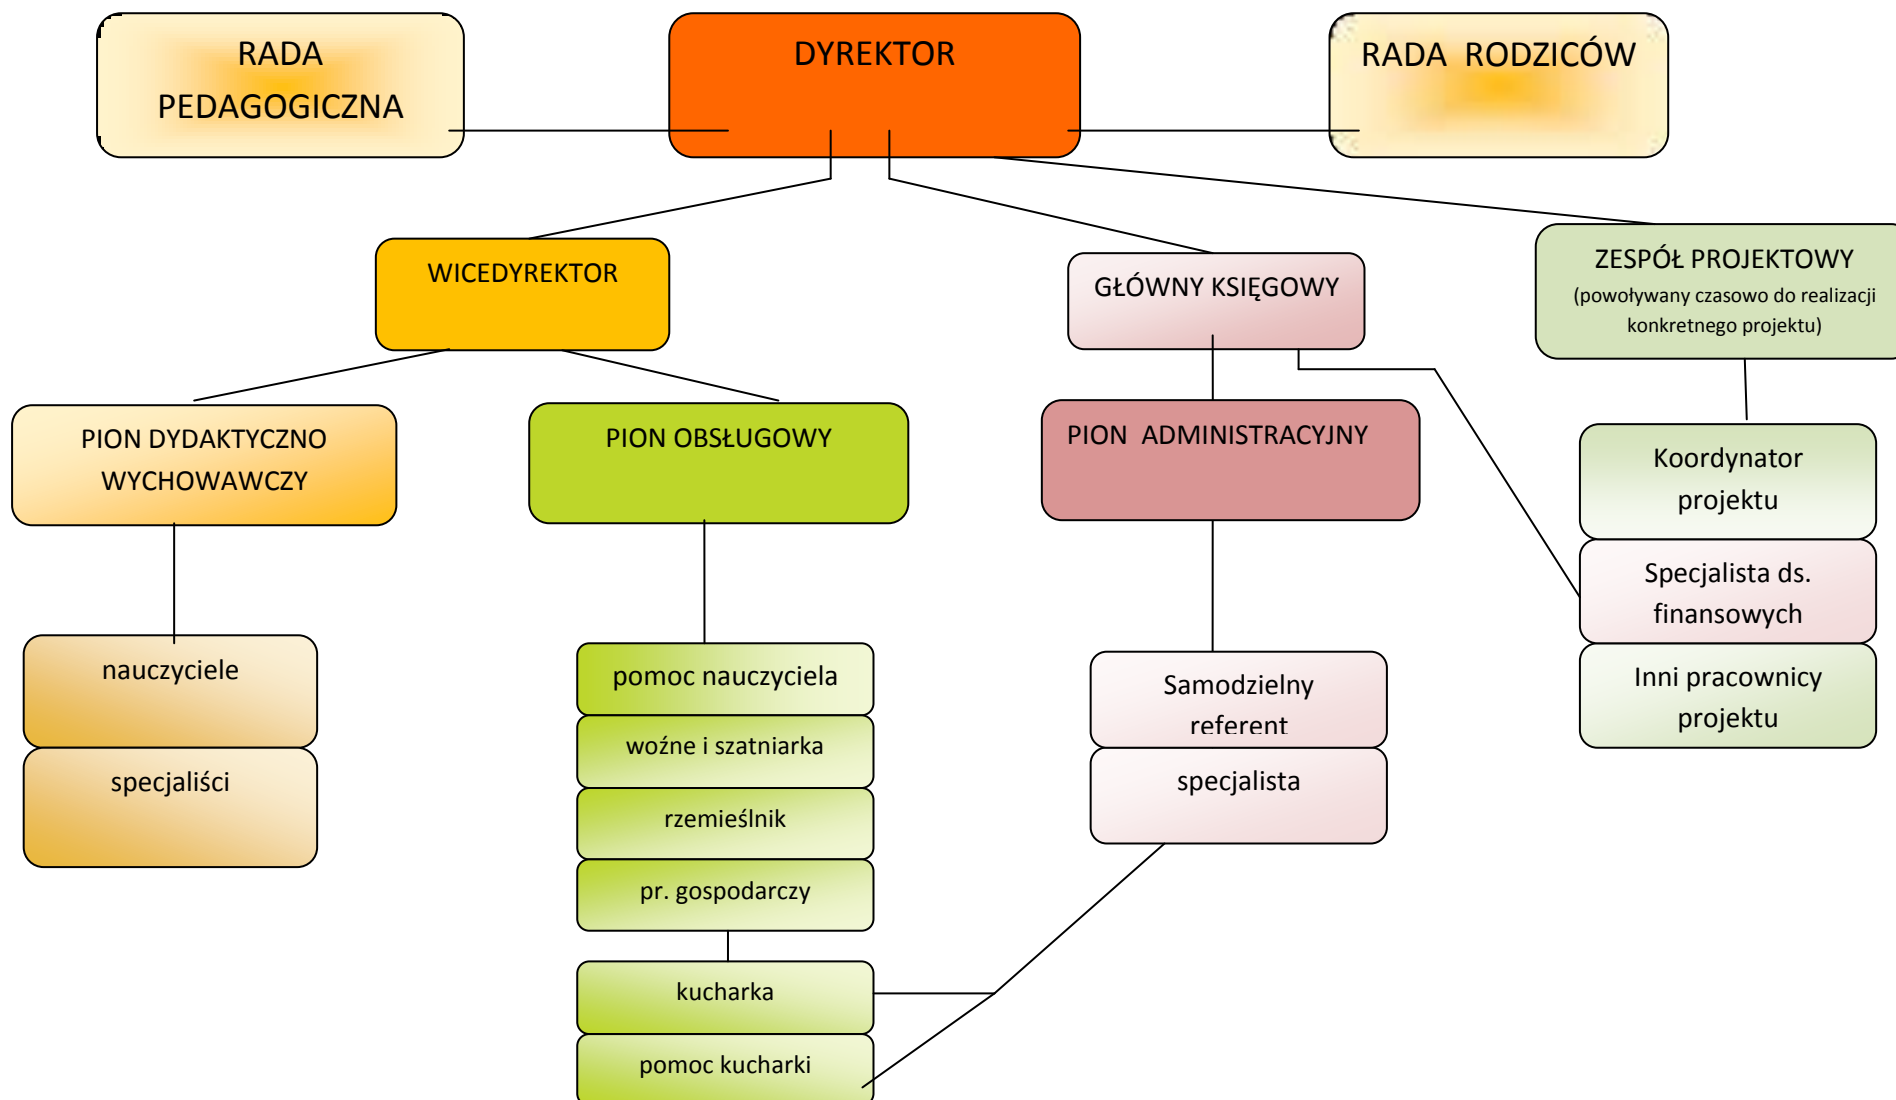 RADA
PEDAGOGICZNA
DYREKTOR
RADA RODZICÓW
WICEDYREKTOR
GŁÓWNY KSIĘGOWY
ZESPÓŁ PROJEKTOWY
(powoływany czasowo do realizacji
konkretnego projektu)
PION DYDAKTYCZNO
WYCHOWAWCZY
PION OBSŁUGOWY
PION ADMINISTRACYJNY
Koordynator
projektu
Specjalista ds.
finansowych
Inni pracownicy
projektu
nauczyciele
specjaliści
pomoc nauczyciela
woźne i szatniarka
rzemieślnik
pr. gospodarczy
kucharka
pomoc kucharki
Samodzielny
referent
specjalista